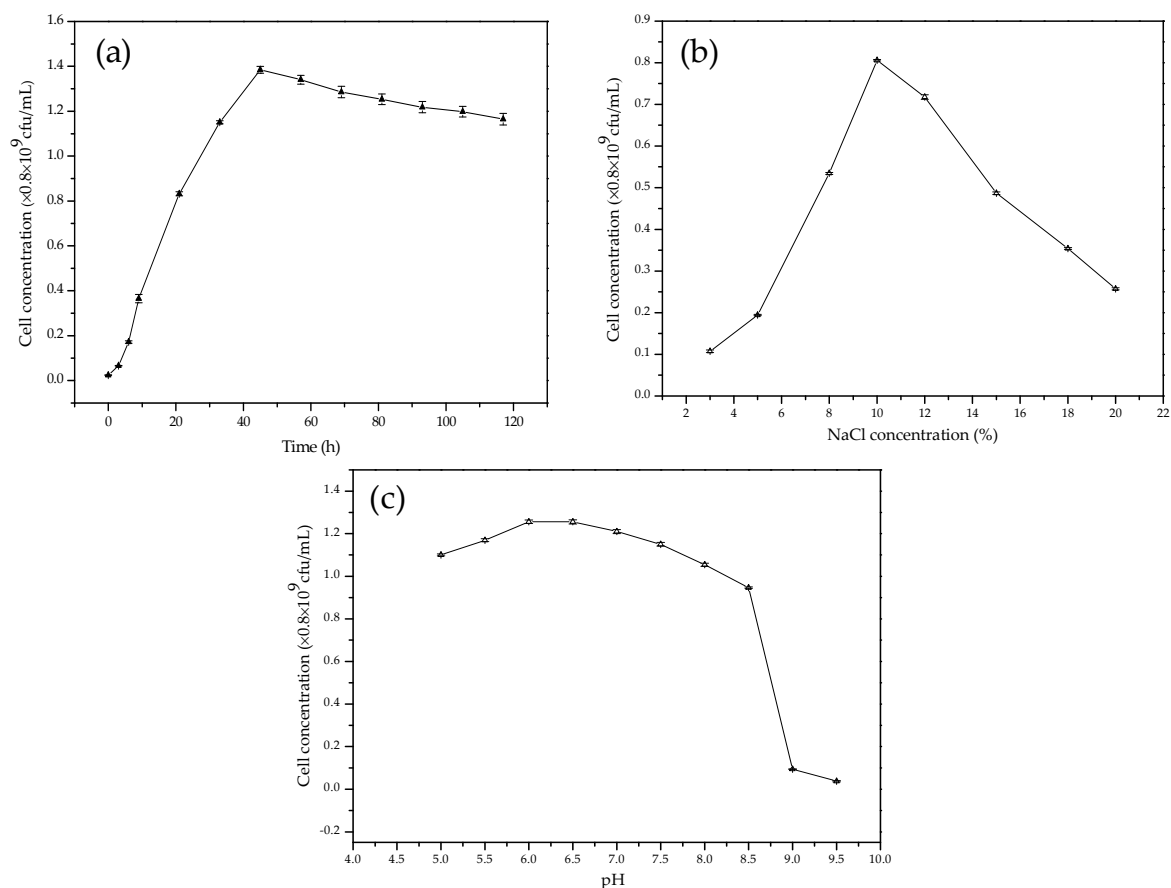 (a)
Cell concentration (×0.8×10⁹ cfu/mL)
1.6
1.4
1.2
1.0
0.8
0.6
0.4
0.2
0.0
0 20 40 60 80 100 120
Time (h)
(b)
Cell concentration (×0.8×10⁹ cfu/mL)
0.9
0.8
0.7
0.6
0.5
0.4
0.3
0.2
0.1
0.0
2 4 6 8 10 12 14 16 18 20 22
NaCl concentration (%)
(c)
Cell concentration (×0.8×10⁹ cfu/mL)
1.4
1.2
1.0
0.8
0.6
0.4
0.2
0.0
-0.2
4.0 4.5 5.0 5.5 6.0 6.5 7.0 7.5 8.0 8.5 9.0 9.5 10.0
pH